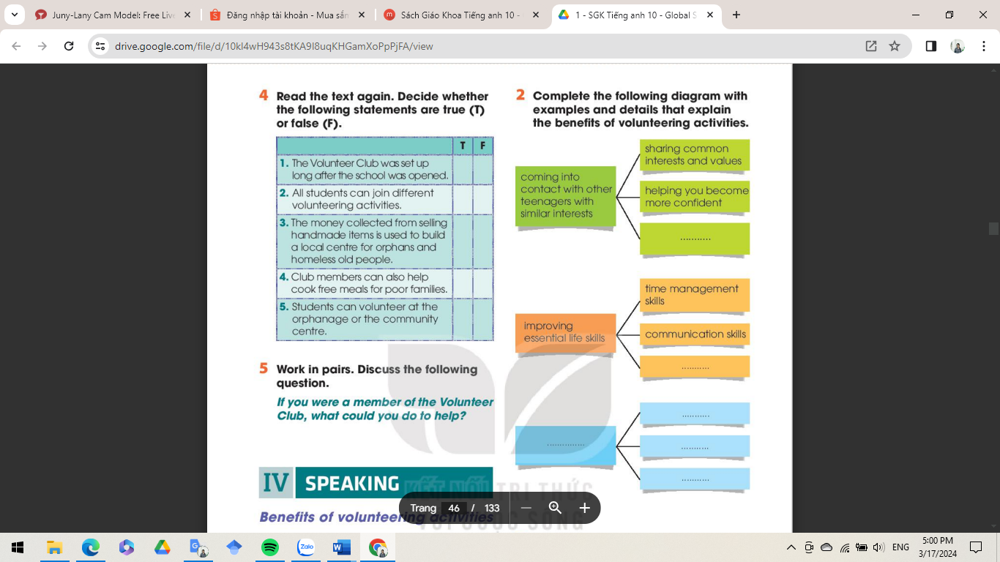 Juny-Lany Cam Model: Free Live
Đăng nhập tài khoản - Mua sắn
Sách Giáo Khoa Tiếng anh 10 -
1 - SGK Tiếng anh 10 - Global S
drive.google.com/file/d/10kl4wH943s8tKA9l8uqKHGamXoPpPjFA/view
4 Read the text again. Decide whether
the following statements are true (T)
or false (F).
T F
1. The Volunteer Club was set up
long after the school was opened.
2. All students can join different
volunteering activities.
3. The money collected from selling
handmade items is used to build
a local centre for orphans and
homeless old people.
4. Club members can also help
cook free meals for poor families.
5. Students can volunteer at the
orphanage or the community
centre.
5 Work in pairs. Discuss the following
question.
If you were a member of the Volunteer
Club, what could you do to help?
IV SPEAKING
Benefits of volunteering activities
2 Complete the following diagram with
examples and details that explain
the benefits of volunteering activities.
coming into
contact with other
teenagers with
similar interests
sharing common
interests and values
helping you become
more confident
...........
improving
essential life skills
time management
skills
communication skills
...........
...............
...........
...........
...........
KẾT NỐI TRI THỨC
VỚI CUỘC SỐNG
Trang 46 / 133
Zalo
ENG
5:00 PM
3/17/2024